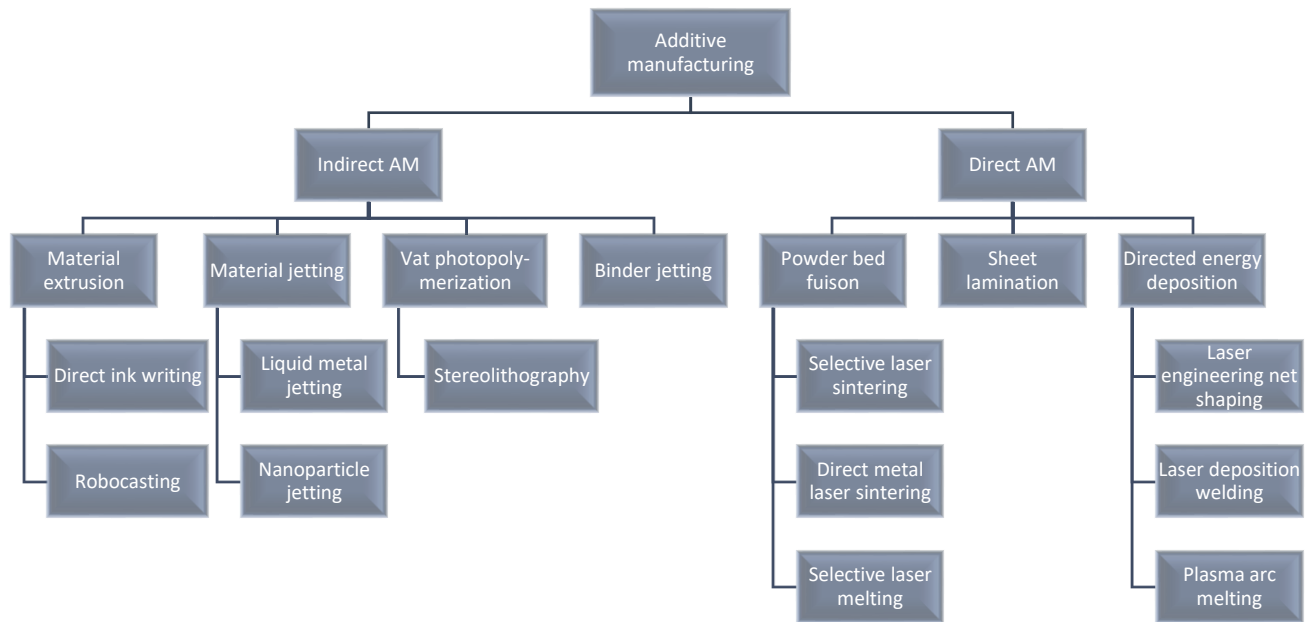 Additive
manufacturing
Indirect AM
Direct AM
Material
extrusion
Material jetting
Vat photopoly-
merization
Binder jetting
Powder bed
fuison
Sheet
lamination
Directed energy
deposition
Direct ink writing
Liquid metal
jetting
Stereolithography
Selective laser
sintering
Laser
engineering net
shaping
Robocasting
Nanoparticle
jetting
Direct metal
laser sintering
Laser deposition
welding
Selective laser
melting
Plasma arc
melting